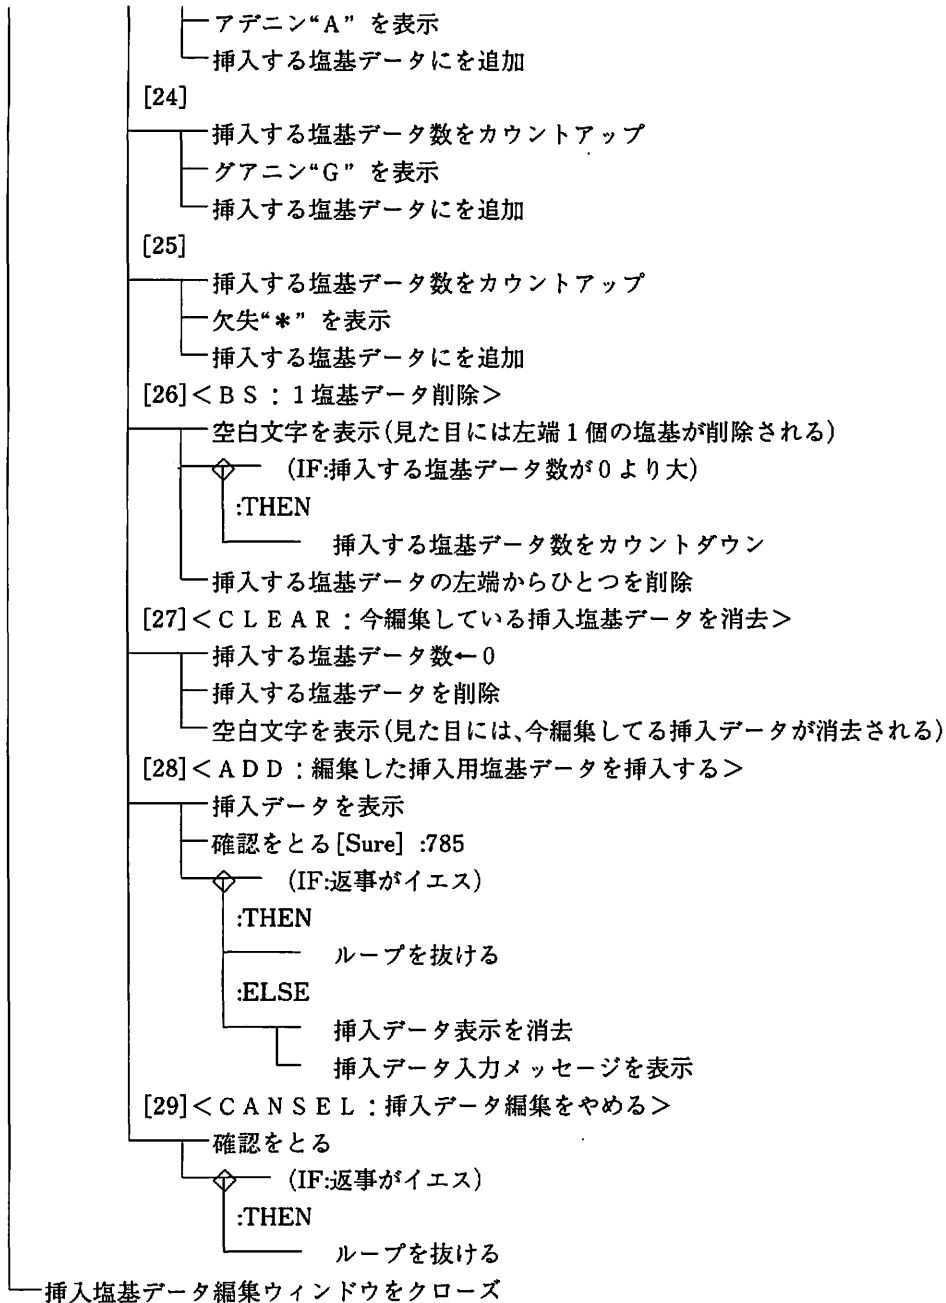 アデニン“A”を表示
挿入する塩基データにを追加
[24]
挿入する塩基データ数をカウントアップ
グアニン“G”を表示
挿入する塩基データにを追加
[25]
挿入する塩基データ数をカウントアップ
欠失“*”を表示
挿入する塩基データにを追加
[26]<BS:1塩基データ削除>
空白文字を表示(見た目には左端1個の塩基が削除される)
(IF:挿入する塩基データ数が0より大)
:THEN
挿入する塩基データ数をカウントダウン
挿入する塩基データの左端からひとつを削除
[27]<CLEAR:今編集している挿入塩基データを消去>
挿入する塩基データ数←0
挿入する塩基データを削除
空白文字を表示(見た目には、今編集してる挿入データが消去される)
[28]<ADD:編集した挿入用塩基データを挿入する>
挿入データを表示
確認をとる[Sure] :785
(IF:返事がイエス)
:THEN
ループを抜ける
:ELSE
挿入データ表示を消去
挿入データ入力メッセージを表示
[29]<CANSEL:挿入データ編集をやめる>
確認をとる
(IF:返事がイエス)
:THEN
ループを抜ける
挿入塩基データ編集ウィンドウをクローズ